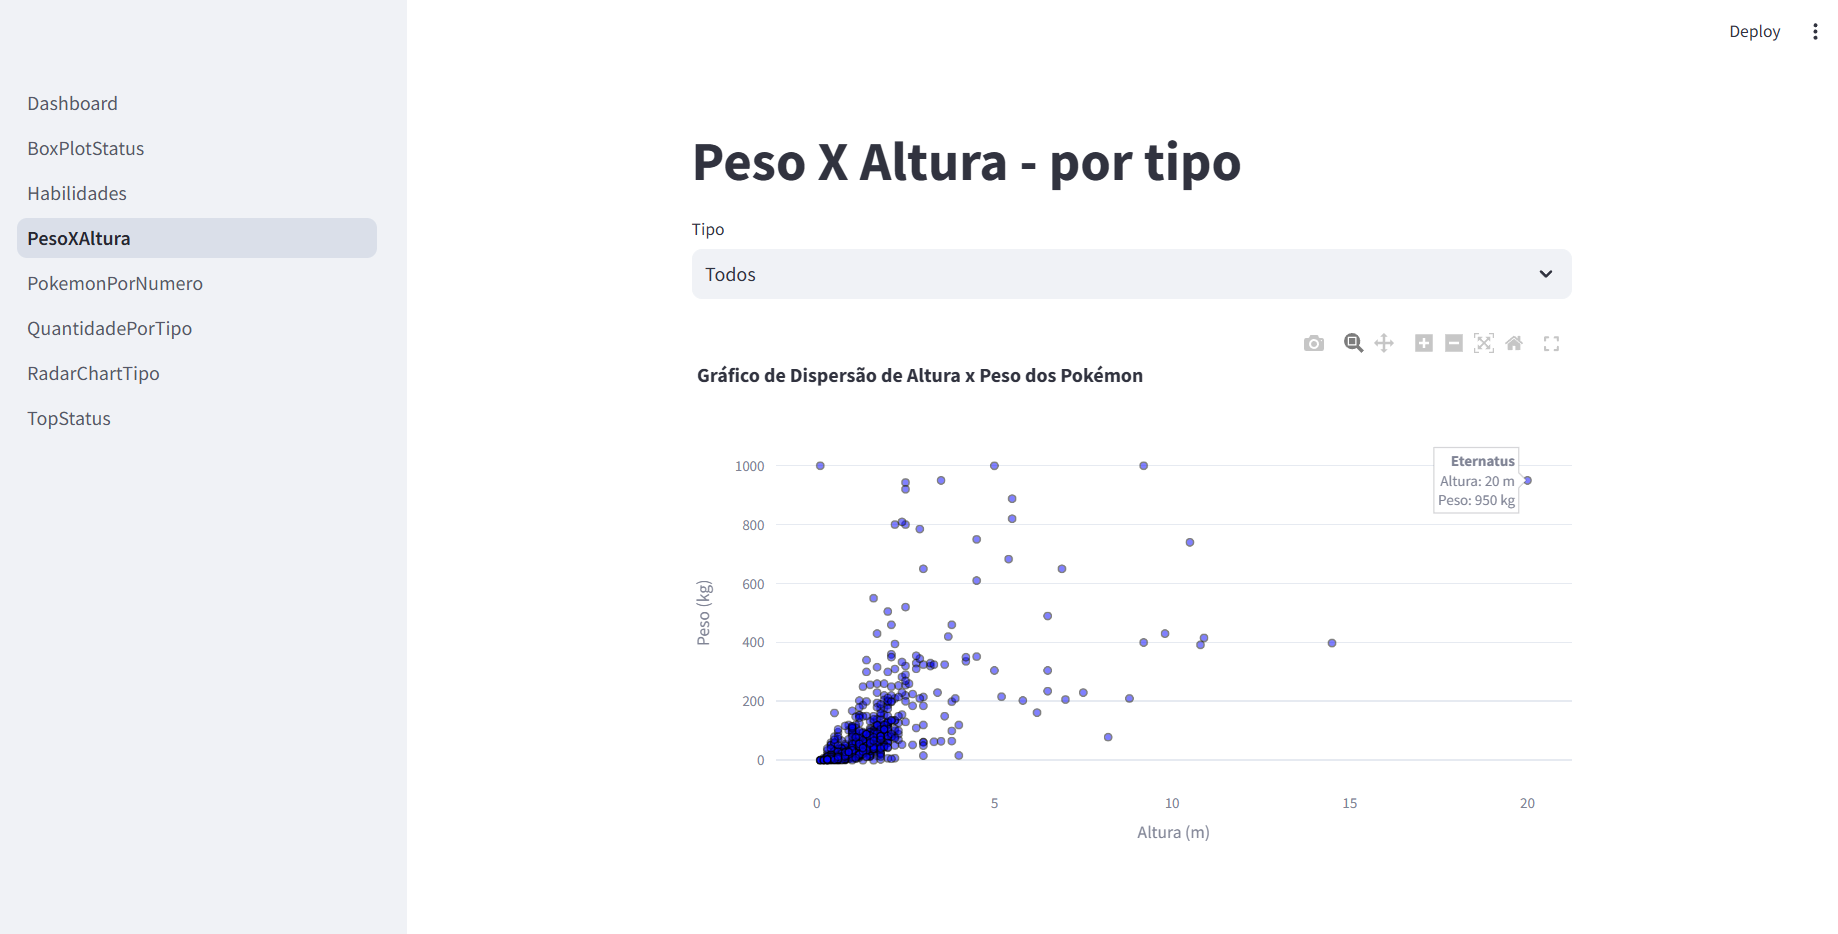 Deploy
Dashboard
BoxPlotStatus
Habilidades
PesoXAltura
PokemonPorNumero
QuantidadePorTipo
RadarChartTipo
TopStatus
Peso X Altura - por tipo
Tipo
Todos
Gráfico de Dispersão de Altura x Peso dos Pokémon
Eternatus
Altura: 20 m
Peso: 950 kg
1000
800
600
400
200
0
Peso (kg)
0 5 10 15 20
Altura (m)